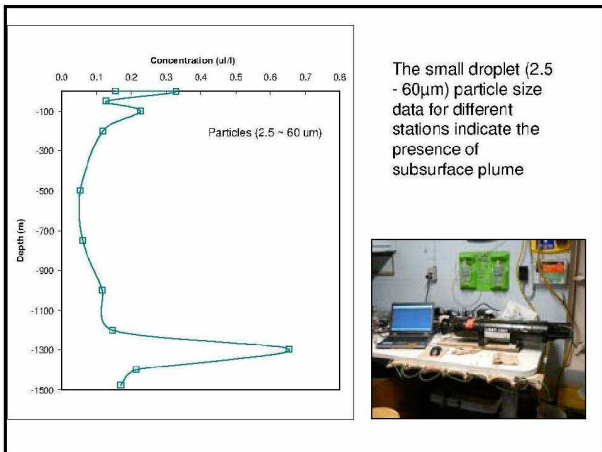 Concentration (ul/l)
0.0 0.1 0.2 0.3 0.4 0.5 0.6 0.7 0.8
-100
-300
-500
-700
-900
-1100
-1300
-1500
Depth (m)
Particles (2.5 ~ 60 um)
The small droplet (2.5
- 60µm) particle size
data for different
stations indicate the
presence of
subsurface plume